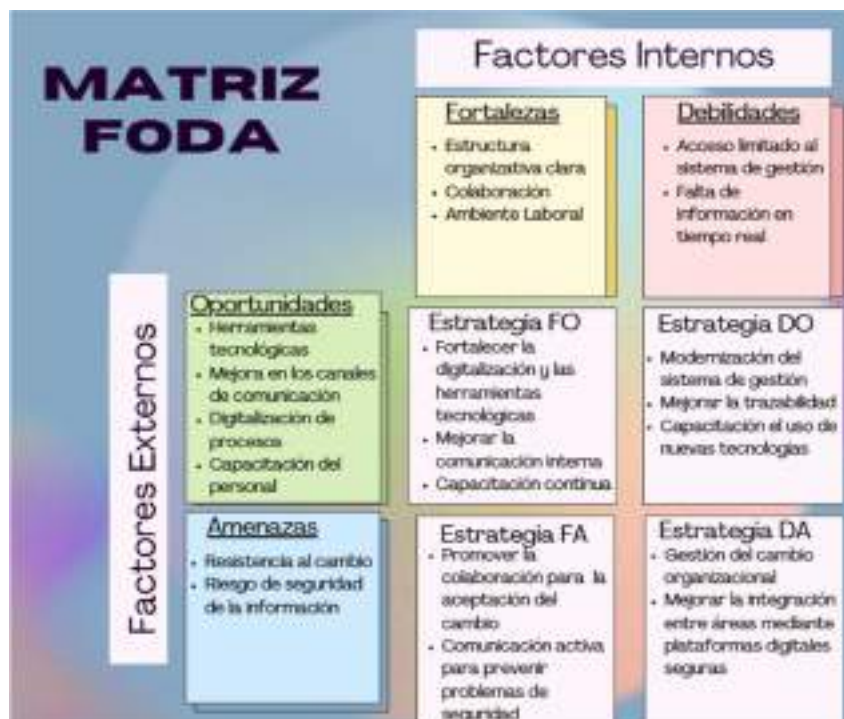 MATRIZ
FODA
Factores Internos
Fortalezas
• Estructura
organizativa clara
• Colaboración
• Ambiente Laboral
Debilidades
• Acceso limitado al
sistema de gestión
• Falta de
información en
tiempo real
Factores Externos
Oportunidades
• Herramientas
tecnológicas
• Mejora en los canales
de comunicación
• Digitalización de
procesos
• Capacitación del
personal
Estrategia FO
• Fortalecer la
digitalización y las
herramientas
tecnológicas
• Mejorar la
comunicación interna
• Capacitación continua
Estrategia DO
• Modernización del
sistema de gestión
• Mejorar la trazabilidad
• Capacitación el uso de
nuevas tecnologías
Amenazas
• Resistencia al cambio
• Riesgo de seguridad
de la información
Estrategia FA
• Promover la
colaboración para la
aceptación del
cambio
• Comunicación activa
para prevenir
problemas de
seguridad
Estrategia DA
• Gestión del cambio
organizacional
• Mejorar la integración
entre áreas mediante
plataformas digitales
seguras